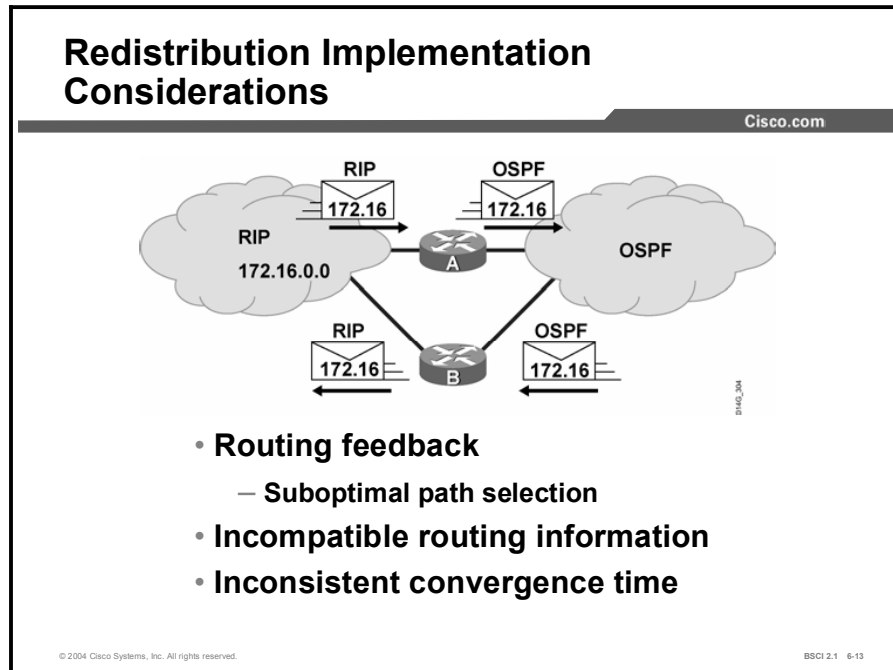 Redistribution Implementation
Considerations
Cisco.com
RIP
OSPF
172.16
172.16
RIP
172.16.0.0
A
OSPF
RIP
OSPF
172.16
B
172.16
D14G_304
• Routing feedback
– Suboptimal path selection
• Incompatible routing information
• Inconsistent convergence time
© 2004 Cisco Systems, Inc. All rights reserved.
BSCI 2.1 6-13